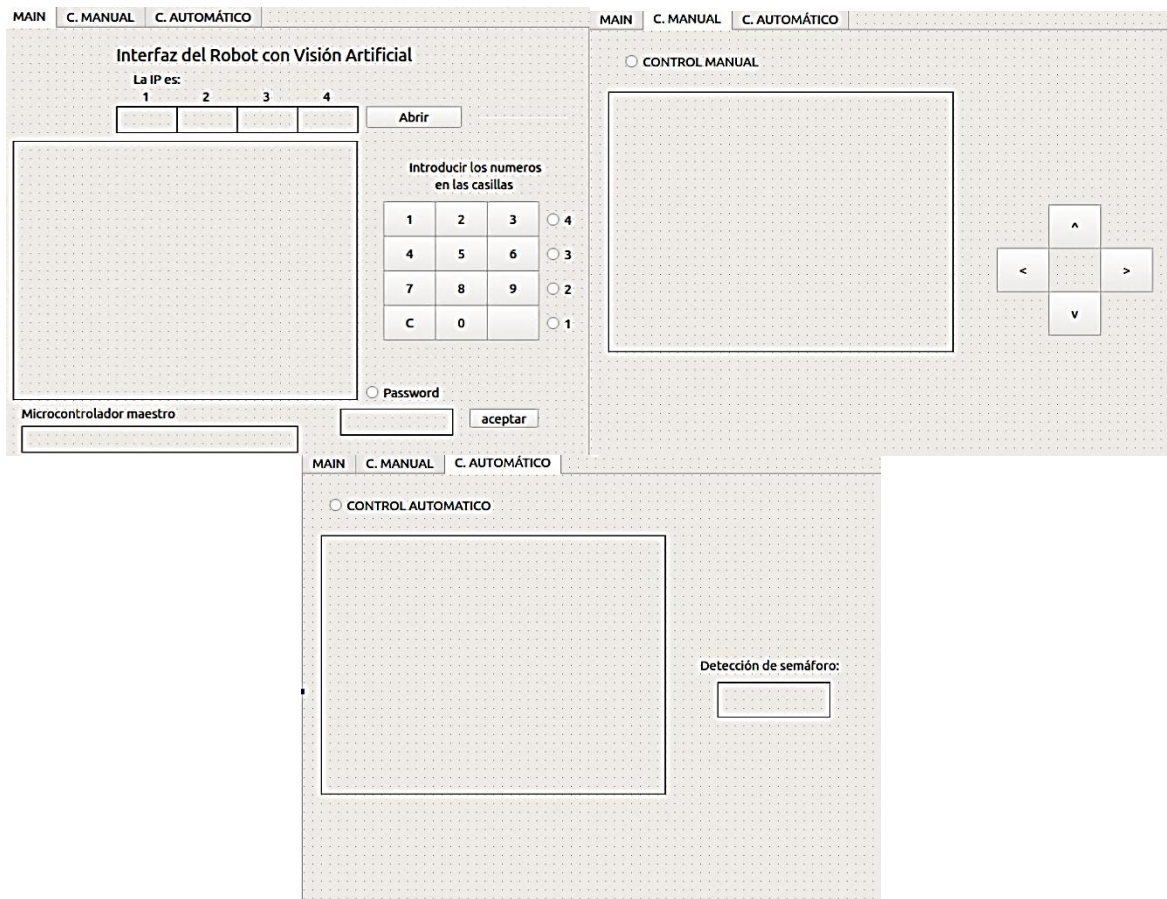 MAIN C. MANUAL C. AUTOMÁTICO
Interfaz del Robot con Visión Artificial
La IP es:
1 2 3 4
Abrir
Introducir los numeros
en las casillas
1 2 3 4
4 5 6 3
7 8 9 2
C 0 1
Password
Microcontrolador maestro
aceptar
MAIN C. MANUAL C. AUTOMÁTICO
CONTROL MANUAL
^
< >
v
MAIN C. MANUAL C. AUTOMÁTICO
CONTROL AUTOMATICO
Detección de semáforo: